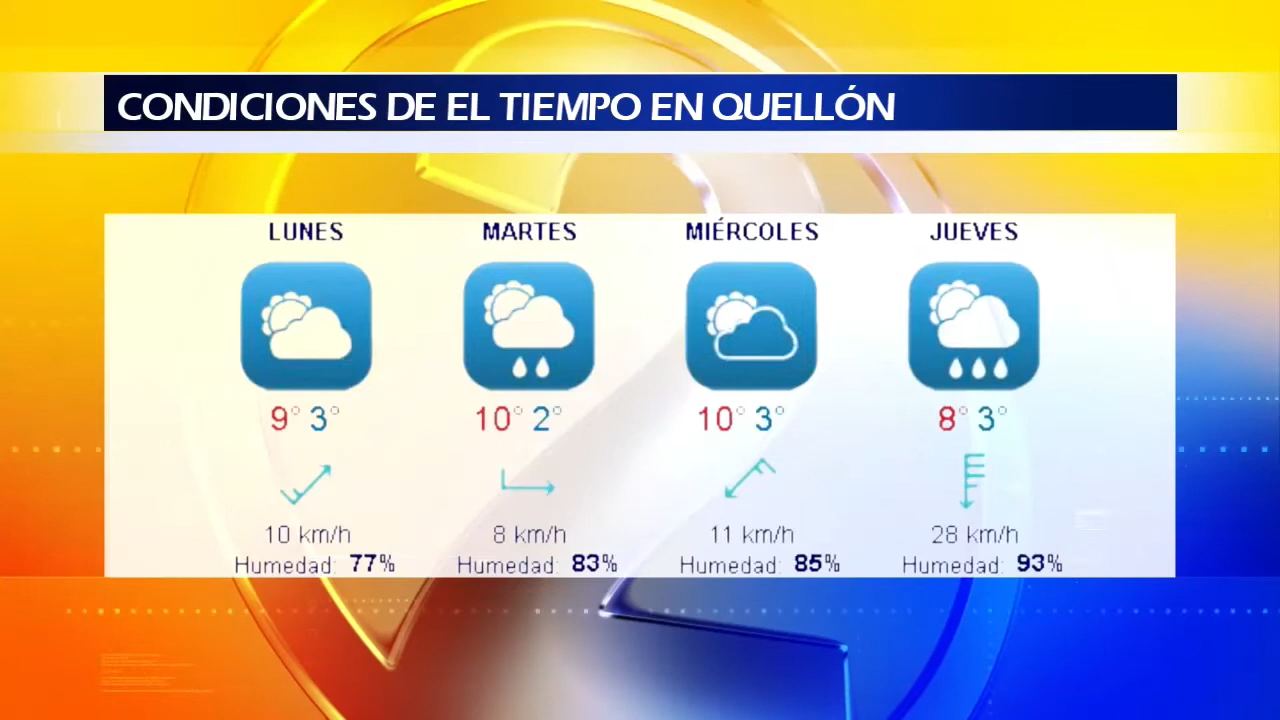 CONDICIONES DE EL TIEMPO EN QUELLÓN
LUNES MARTES MIÉRCOLES JUEVES
9° 3° 10° 2° 10° 3° 8° 3°
10 km/h 8 km/h 11 km/h 28 km/h
Humedad: 77% Humedad: 83% Humedad: 85% Humedad: 93%